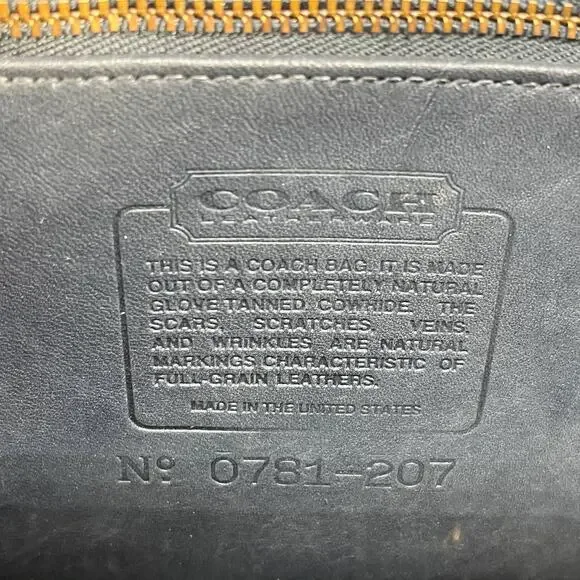 COACH
LEATHERWARE
THIS IS A COACH BAG. IT IS MADE
OUT OF A COMPLETELY NATURAL
GLOVE TANNED COWHIDE. THE
SCARS, SCRATCHES, VEINS,
AND WRINKLES ARE NATURAL
MARKINGS CHARACTERISTIC OF
FULL-GRAIN LEATHERS.
MADE IN THE UNITED STATES
Nº 0781-207